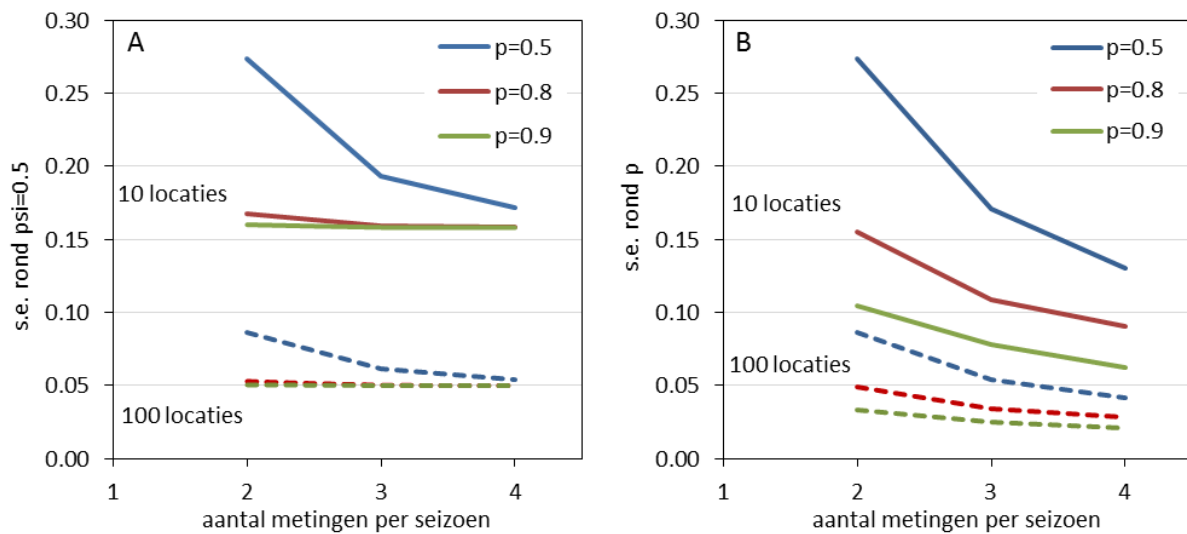 A
s.e. rond psi=0.5
0.30
0.25
0.20
0.15
0.10
0.05
0.00
p=0.5
p=0.8
p=0.9
10 locaties
100 locaties
1 2 3 4
aantal metingen per seizoen
B
s.e. rond p
0.30
0.25
0.20
0.15
0.10
0.05
0.00
p=0.5
p=0.8
p=0.9
10 locaties
100 locaties
1 2 3 4
aantal metingen per seizoen